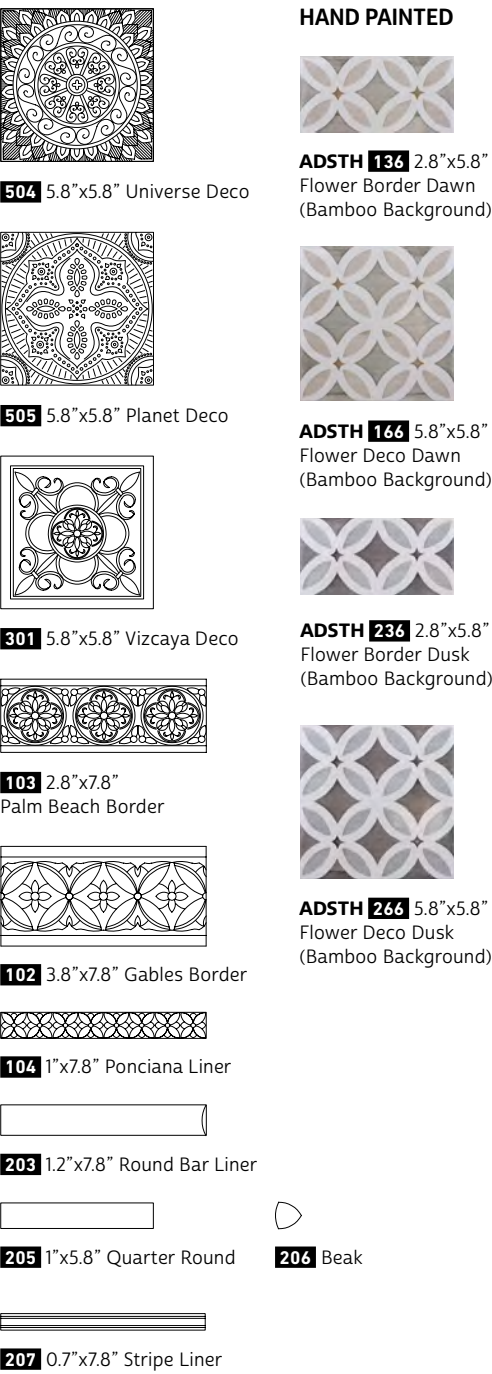 504 5.8”x5.8” Universe Deco
505 5.8”x5.8” Planet Deco
301 5.8”x5.8” Vizcaya Deco
103 2.8”x7.8”
Palm Beach Border
102 3.8”x7.8” Gables Border
104 1”x7.8” Ponciana Liner
203 1.2”x7.8” Round Bar Liner
205 1”x5.8” Quarter Round
206 Beak
207 0.7”x7.8” Stripe Liner
HAND PAINTED
ADSTH 136 2.8”x5.8”
Flower Border Dawn
(Bamboo Background)
ADSTH 166 5.8”x5.8”
Flower Deco Dawn
(Bamboo Background)
ADSTH 236 2.8”x5.8”
Flower Border Dusk
(Bamboo Background)
ADSTH 266 5.8”x5.8”
Flower Deco Dusk
(Bamboo Background)